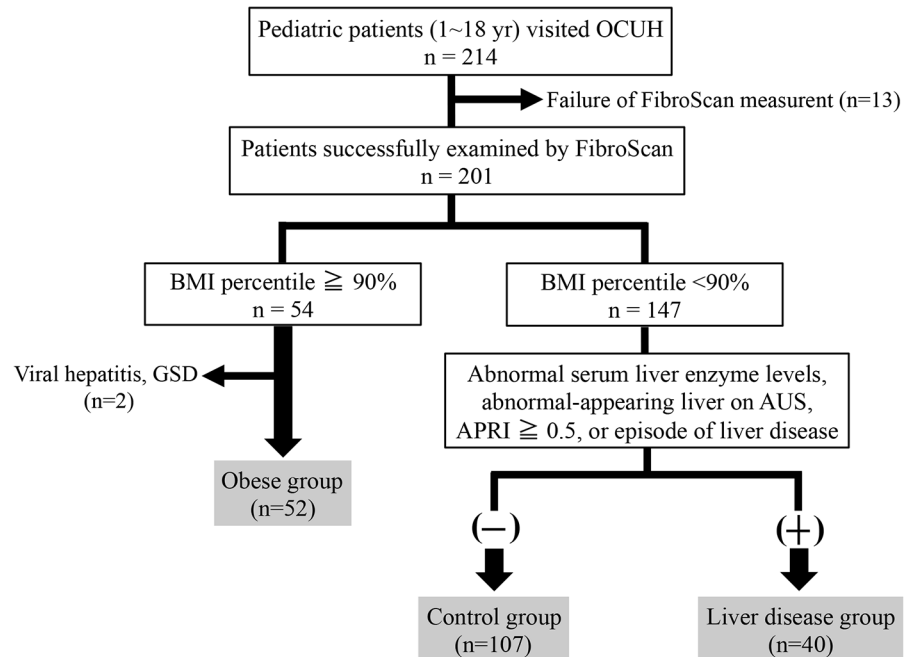 Pediatric patients (1~18 yr) visited OCUH
n = 214
Failure of FibroScan measurent (n=13)
Patients successfully examined by FibroScan
n = 201
BMI percentile ≧ 90%
n = 54
BMI percentile <90%
n = 147
Viral hepatitis, GSD
(n=2)
Abnormal serum liver enzyme levels,
abnormal-appearing liver on AUS,
APRI ≧ 0.5, or episode of liver disease
Obese group
(n=52)
(−)
(+)
Control group
(n=107)
Liver disease group
(n=40)